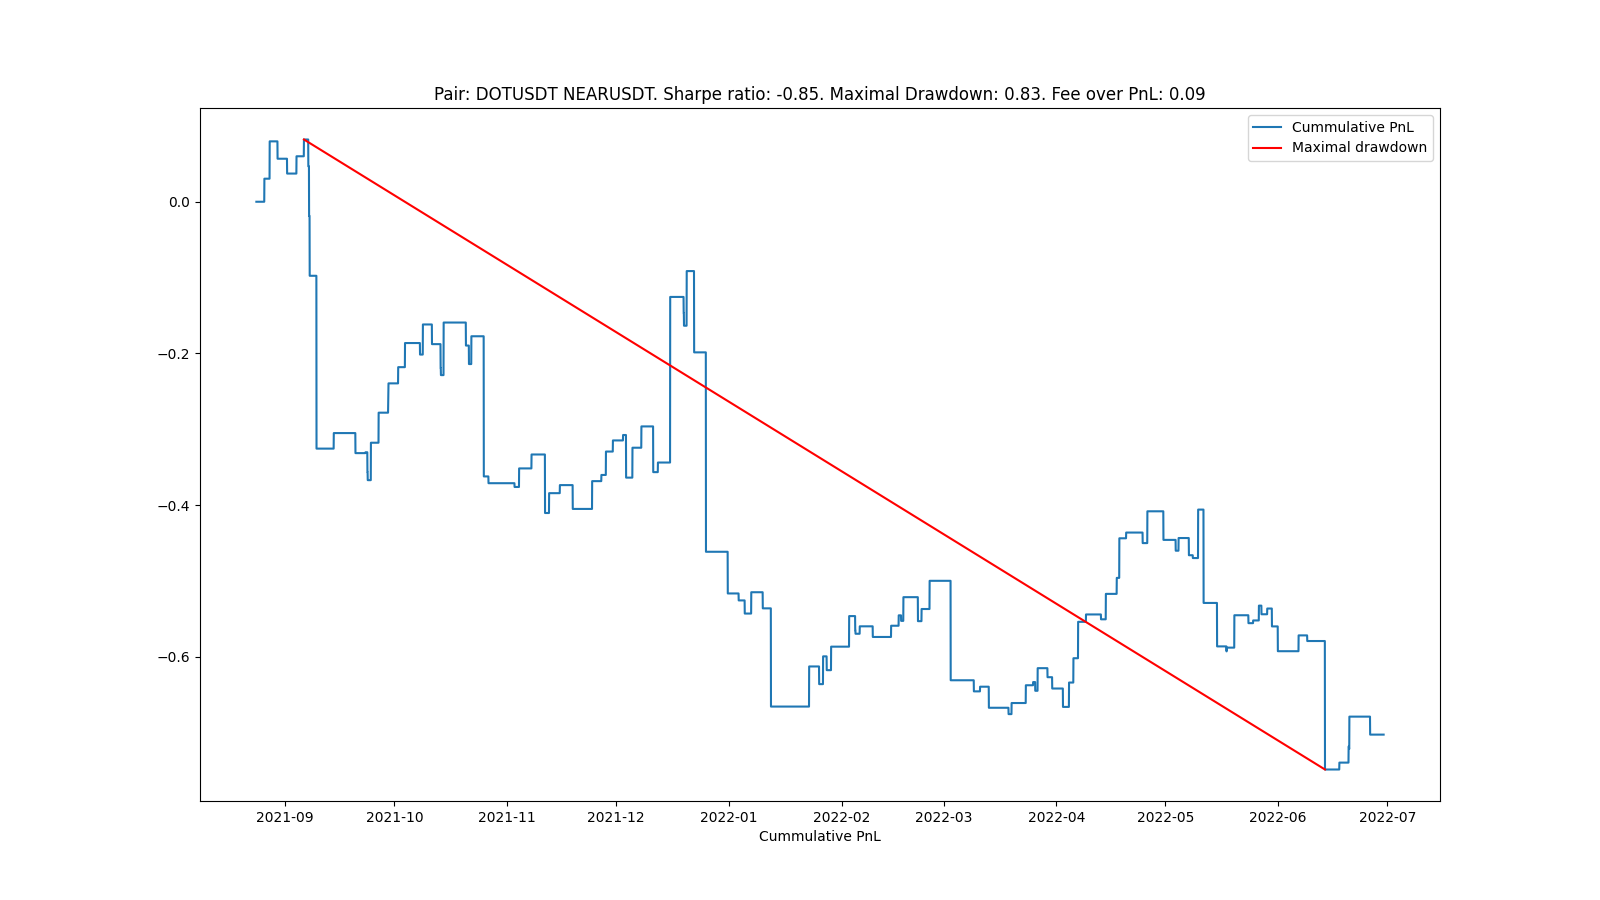 Pair: DOTUSDT NEARUSDT. Sharpe ratio: -0.85. Maximal Drawdown: 0.83. Fee over PnL: 0.09
Cummulative PnL
Maximal drawdown
0.0
−0.2
−0.4
−0.6
2021-09 2021-10 2021-11 2021-12 2022-01 2022-02 2022-03 2022-04 2022-05 2022-06 2022-07
Cummulative PnL